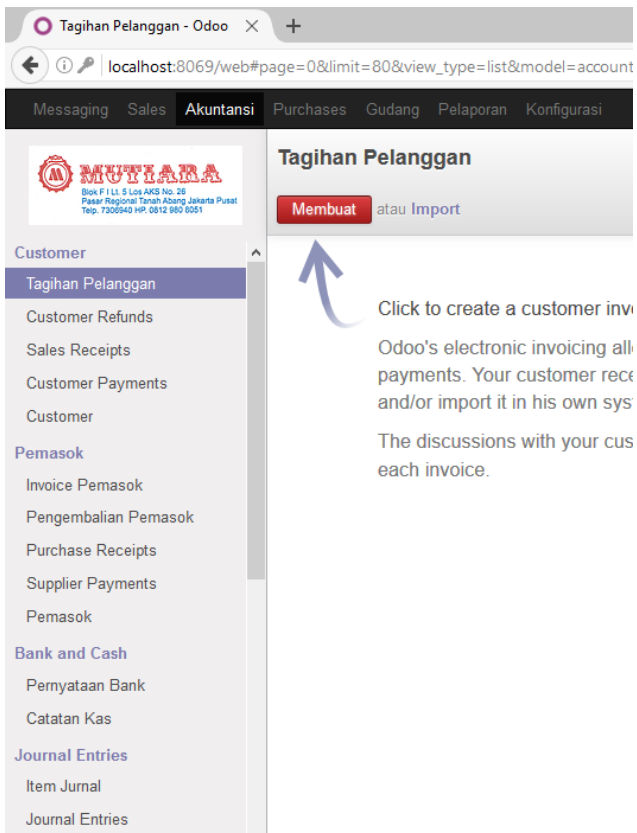 Tagihan Pelanggan - Odoo
localhost:8069/web#page=0&limit=80&view_type=list&model=account
Messaging Sales Akuntansi Purchases Gudang Pelaporan Konfigurasi
MUTIARA
Blok F I Lt. 5 Los AKS No. 26
Pasar Regional Tanah Abang Jakarta Pusat
Telp. 7306940 HP. 0812 980 8051
Tagihan Pelanggan
Membuat atau Import
Customer
Tagihan Pelanggan
Customer Refunds
Sales Receipts
Customer Payments
Customer
Pemasok
Invoice Pemasok
Pengembalian Pemasok
Purchase Receipts
Supplier Payments
Pemasok
Bank and Cash
Pernyataan Bank
Catatan Kas
Journal Entries
Item Jurnal
Journal Entries
Click to create a customer inv
Odoo's electronic invoicing all
payments. Your customer rece
and/or import it in his own sys
The discussions with your cus
each invoice.